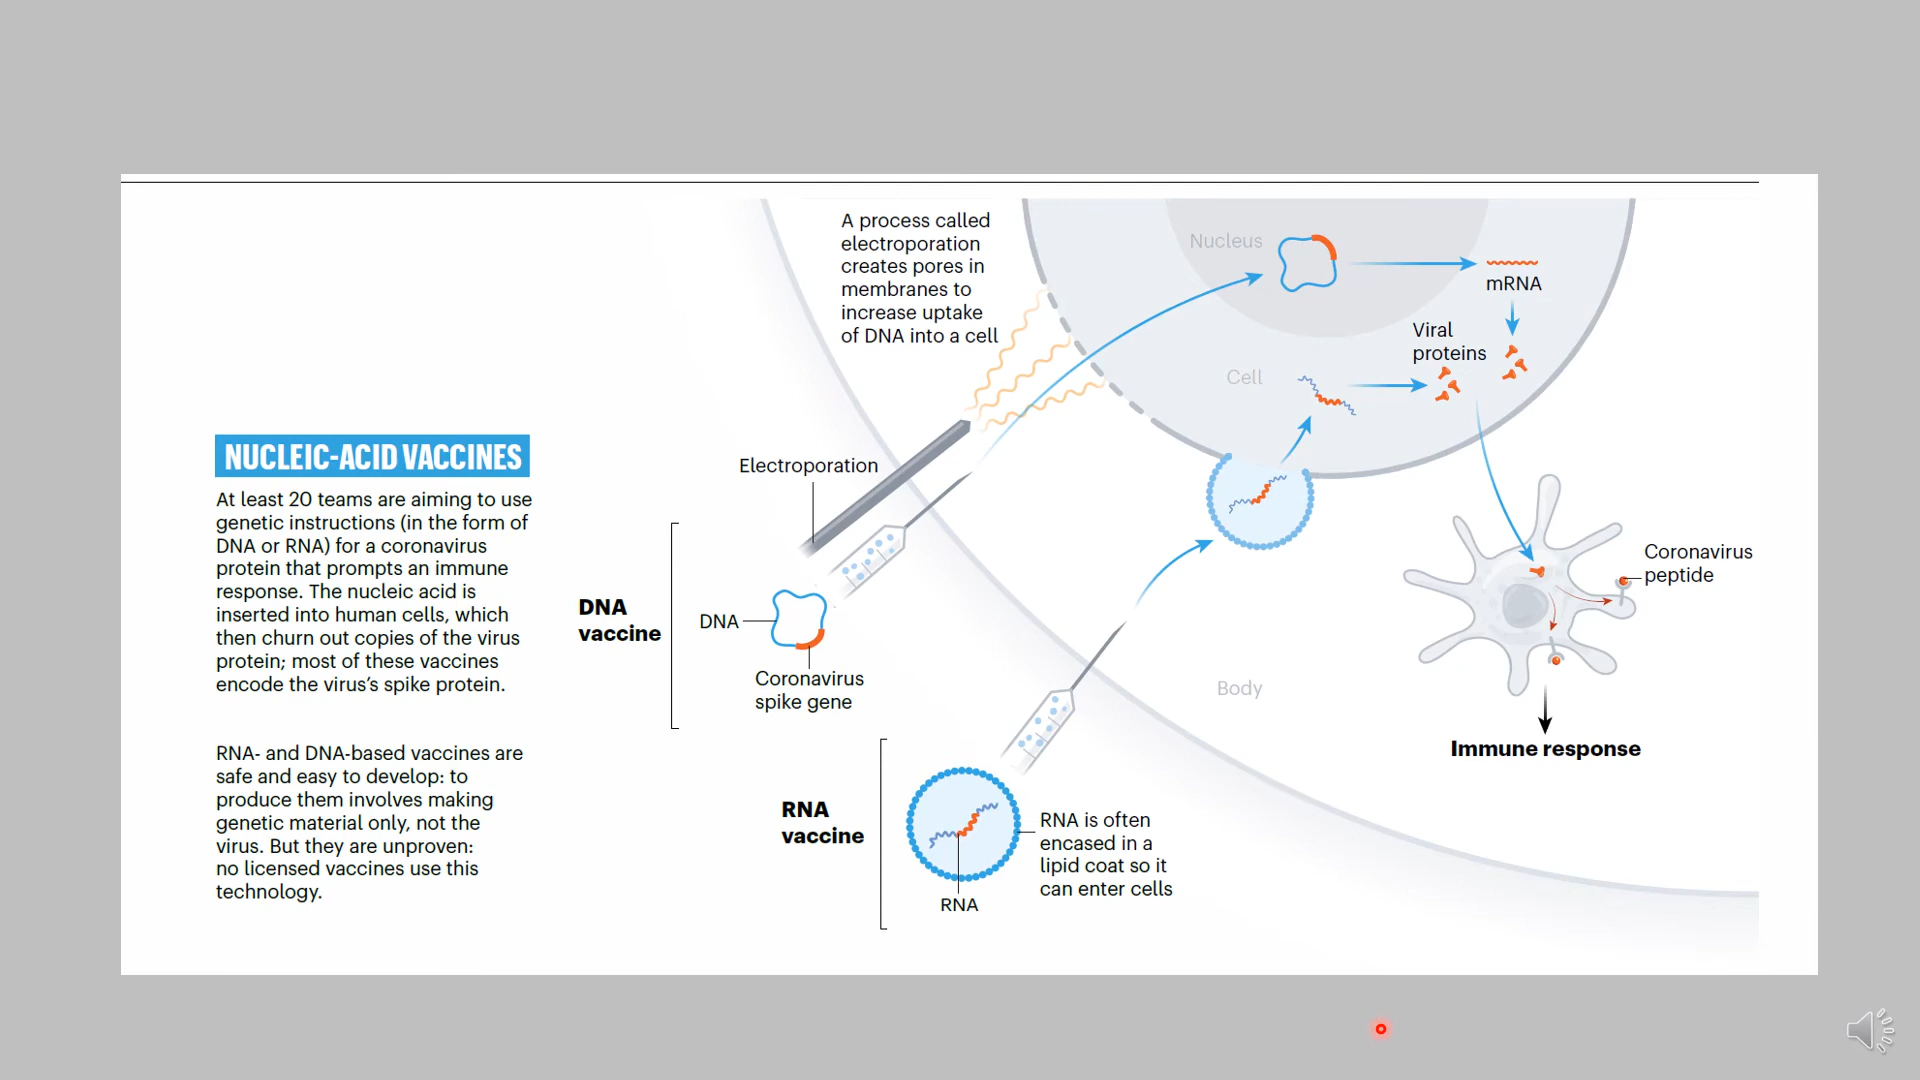 A process called
electroporation
creates pores in
membranes to
increase uptake
of DNA into a cell
Nucleus
mRNA
Viral
proteins
Cell
NUCLEIC-ACID VACCINES
At least 20 teams are aiming to use
genetic instructions (in the form of
DNA or RNA) for a coronavirus
protein that prompts an immune
response. The nucleic acid is
inserted into human cells, which
then churn out copies of the virus
protein; most of these vaccines
encode the virus’s spike protein.
RNA- and DNA-based vaccines are
safe and easy to develop: to
produce them involves making
genetic material only, not the
virus. But they are unproven:
no licensed vaccines use this
technology.
Electroporation
DNA
vaccine
DNA
Coronavirus
spike gene
Coronavirus
peptide
Body
Immune response
RNA
vaccine
RNA is often
encased in a
lipid coat so it
can enter cells
RNA